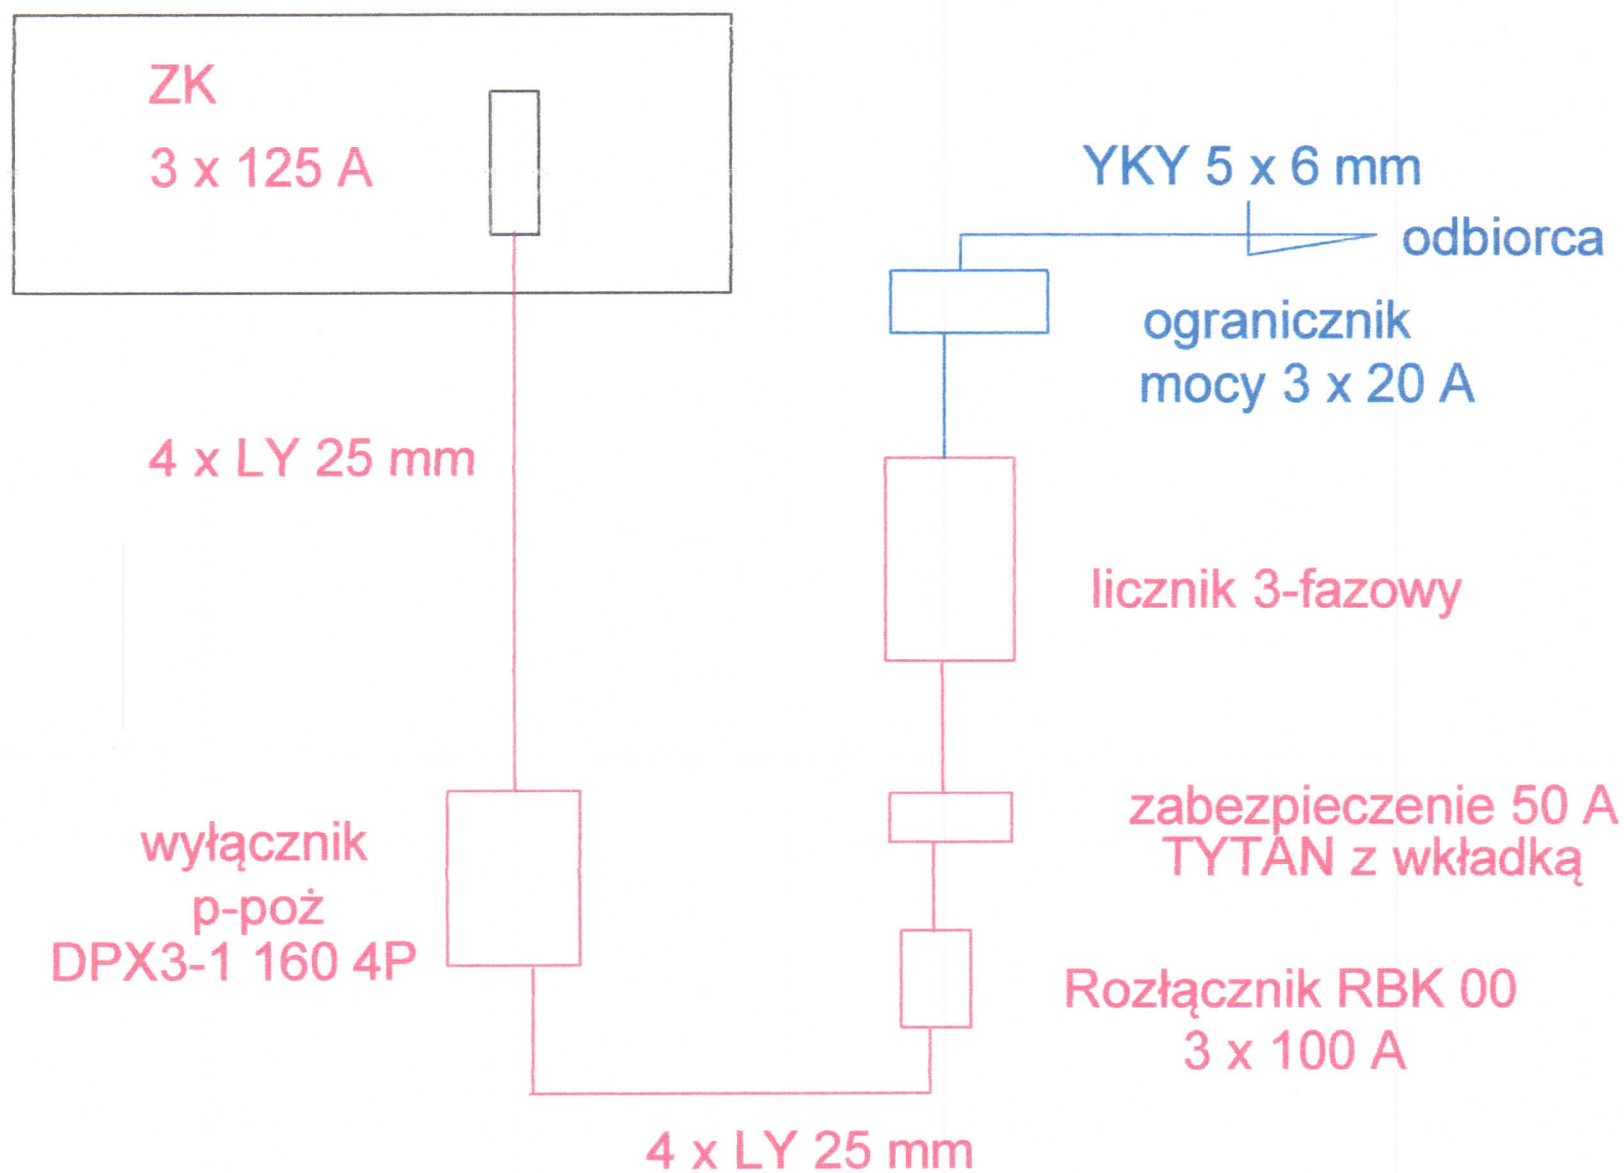 ZK
3 x 125 A
4 x LY 25 mm
wyłącznik
p-poż
DPX3-1 160 4P
4 x LY 25 mm
Rozłącznik RBK 00
3 x 100 A
zabezpieczenie 50 A
TYTAN z wkładką
licznik 3-fazowy
ogranicznik
mocy 3 x 20 A
YKY 5 x 6 mm
odbiorca